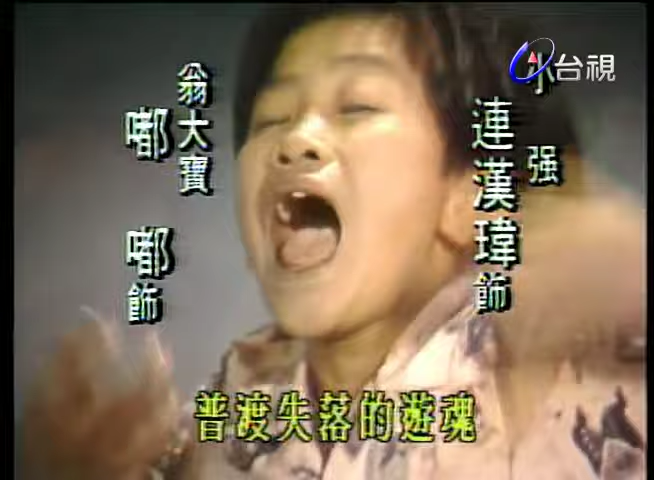 台視
小強
連漢瑋飾
翁大寶
嘟嘟飾
普渡失落的遊魂